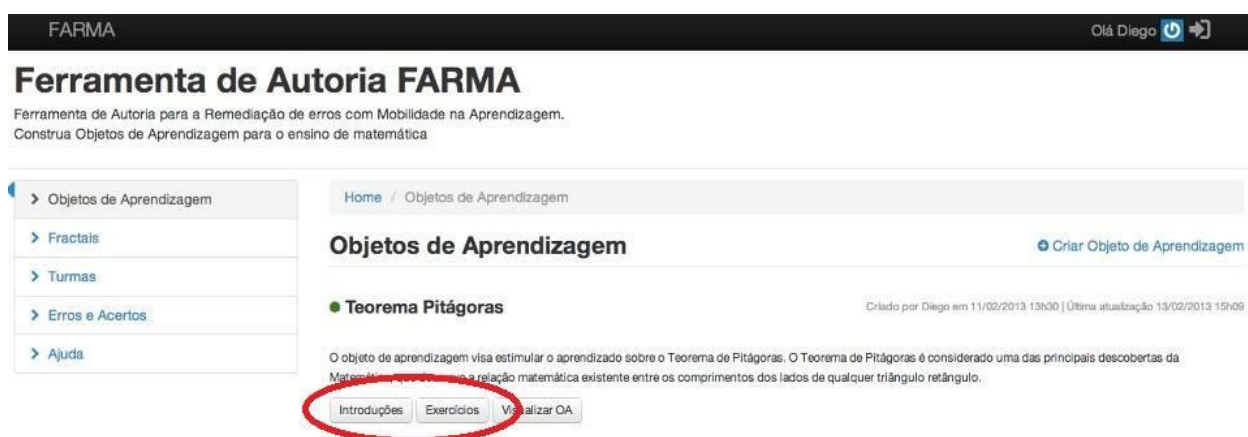 FARMA
Olá Diego
Ferramenta de Autoria FARMA
Ferramenta de Autoria para a Remediação de erros com Mobilidade na Aprendizagem.
Construa Objetos de Aprendizagem para o ensino de matemática
Objetos de Aprendizagem
Fractais
Turmas
Erros e Acertos
Ajuda
Home / Objetos de Aprendizagem
Objetos de Aprendizagem
Criar Objeto de Aprendizagem
Teorema Pitágoras
Criado por Diego em 11/02/2013 13h30 | Última atualização 13/02/2013 15h09
O objeto de aprendizagem visa estimular o aprendizado sobre o Teorema de Pitágoras. O Teorema de Pitágoras é considerado uma das principais descobertas da
a relação matemática existente entre os comprimentos dos lados de qualquer triângulo retângulo.
Introduções Exercícios Visualizar OA